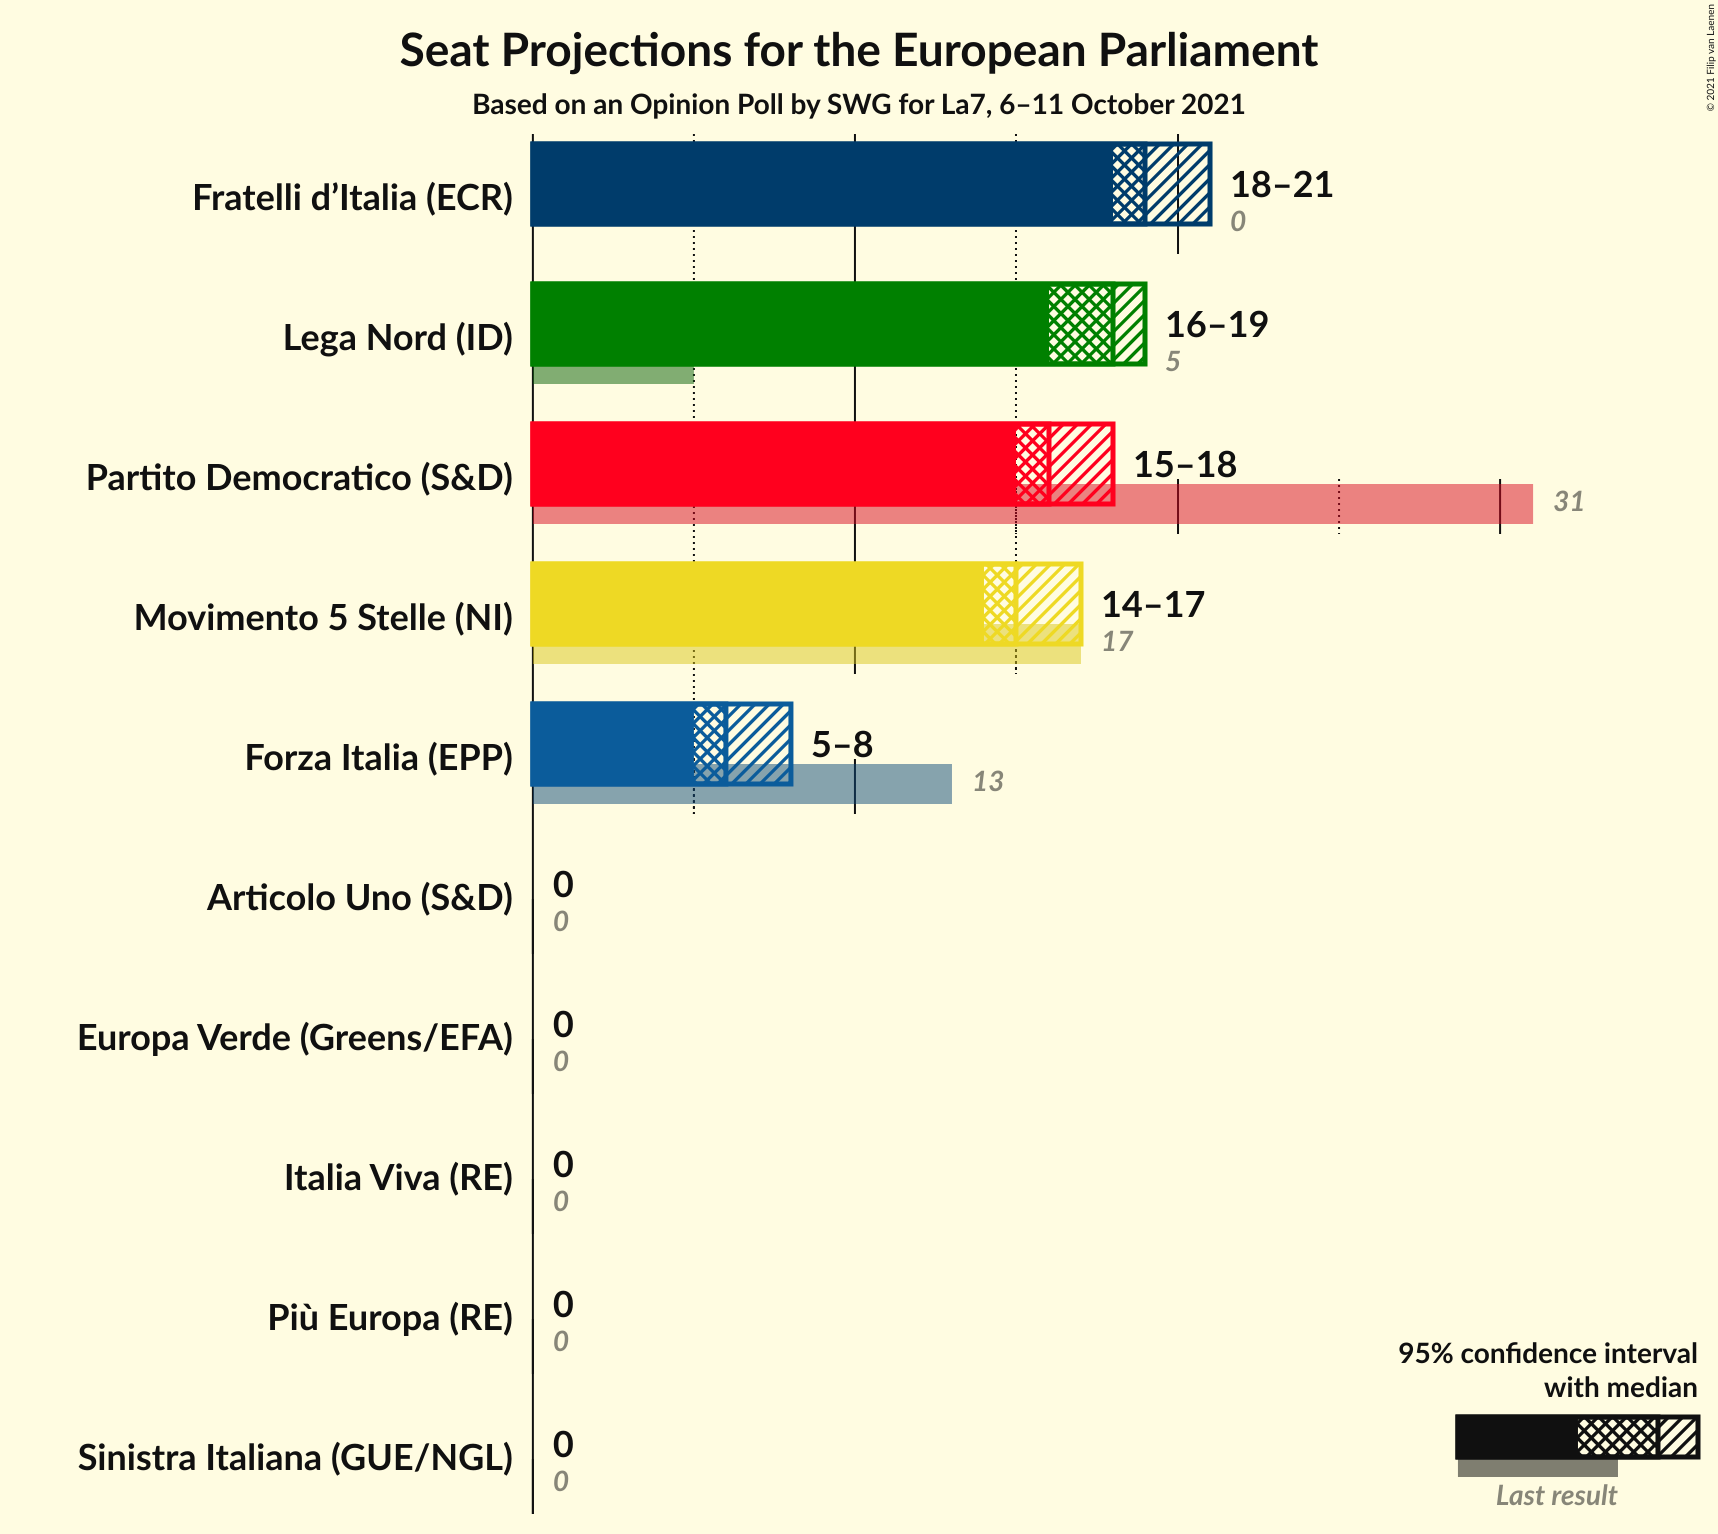 Seat Projections for the European Parliament
Based on an Opinion Poll by SWG for La7, 6–11 October 2021
© 2021 Filip van Laenen
Fratelli d’Italia (ECR)
18–21
0
Lega Nord (ID)
16–19
5
Partito Democratico (S&D)
15–18
31
Movimento 5 Stelle (NI)
14–17
17
Forza Italia (EPP)
5–8
13
Articolo Uno (S&D)
0
0
Europa Verde (Greens/EFA)
0
0
Italia Viva (RE)
0
0
Più Europa (RE)
0
0
Sinistra Italiana (GUE/NGL)
0
0
95% confidence interval
with median
Last result